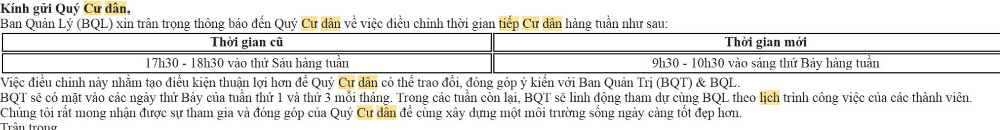 Kính gửi Quý Cư dân,
Ban Quản Lý (BQL) xin trân trọng thông báo đến Quý Cư dân về việc điều chỉnh thời gian tiếp Cư dân hàng tuần như sau:
Thời gian cũ Thời gian mới
17h30 - 18h30 vào thứ Sáu hàng tuần 9h30 - 10h30 vào sáng thứ Bảy hàng tuần
Việc điều chỉnh này nhằm tạo điều kiện thuận lợi hơn để Quý Cư dân có thể trao đổi, đóng góp ý kiến với Ban Quản Trị (BQT) & BQL.
BQT sẽ có mặt vào các ngày thứ Bảy của tuần thứ 1 và thứ 3 mỗi tháng. Trong các tuần còn lại, BQT sẽ linh động tham dự cùng BQL theo lịch trình công việc của các thành viên.
Chúng tôi rất mong nhận được sự tham gia và đóng góp của Quý Cư dân để cùng xây dựng một môi trường sống ngày càng tốt đẹp hơn.
Trân trọng